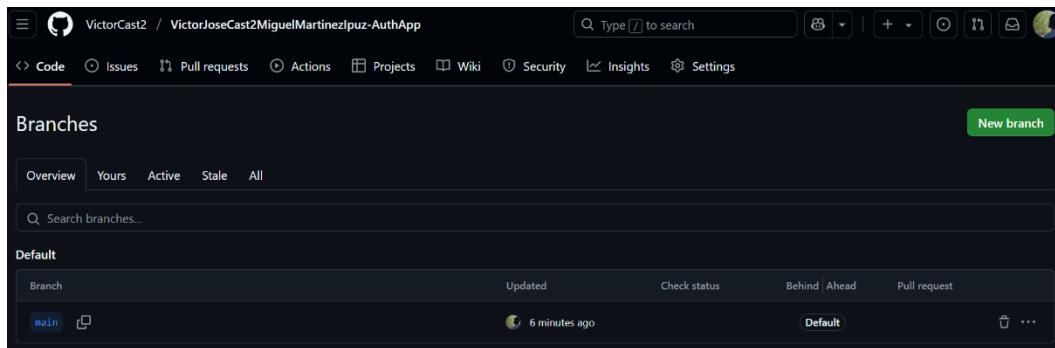 VictorCast2 / VictorJoseCast2MiguelMartinezIpuz-AuthApp Type / to search
Code Issues Pull requests Actions Projects Wiki Security Insights Settings
Branches New branch
Overview Yours Active Stale All
Search branches...
Default
Branch Updated Check status Behind Ahead Pull request
main 6 minutes ago Default